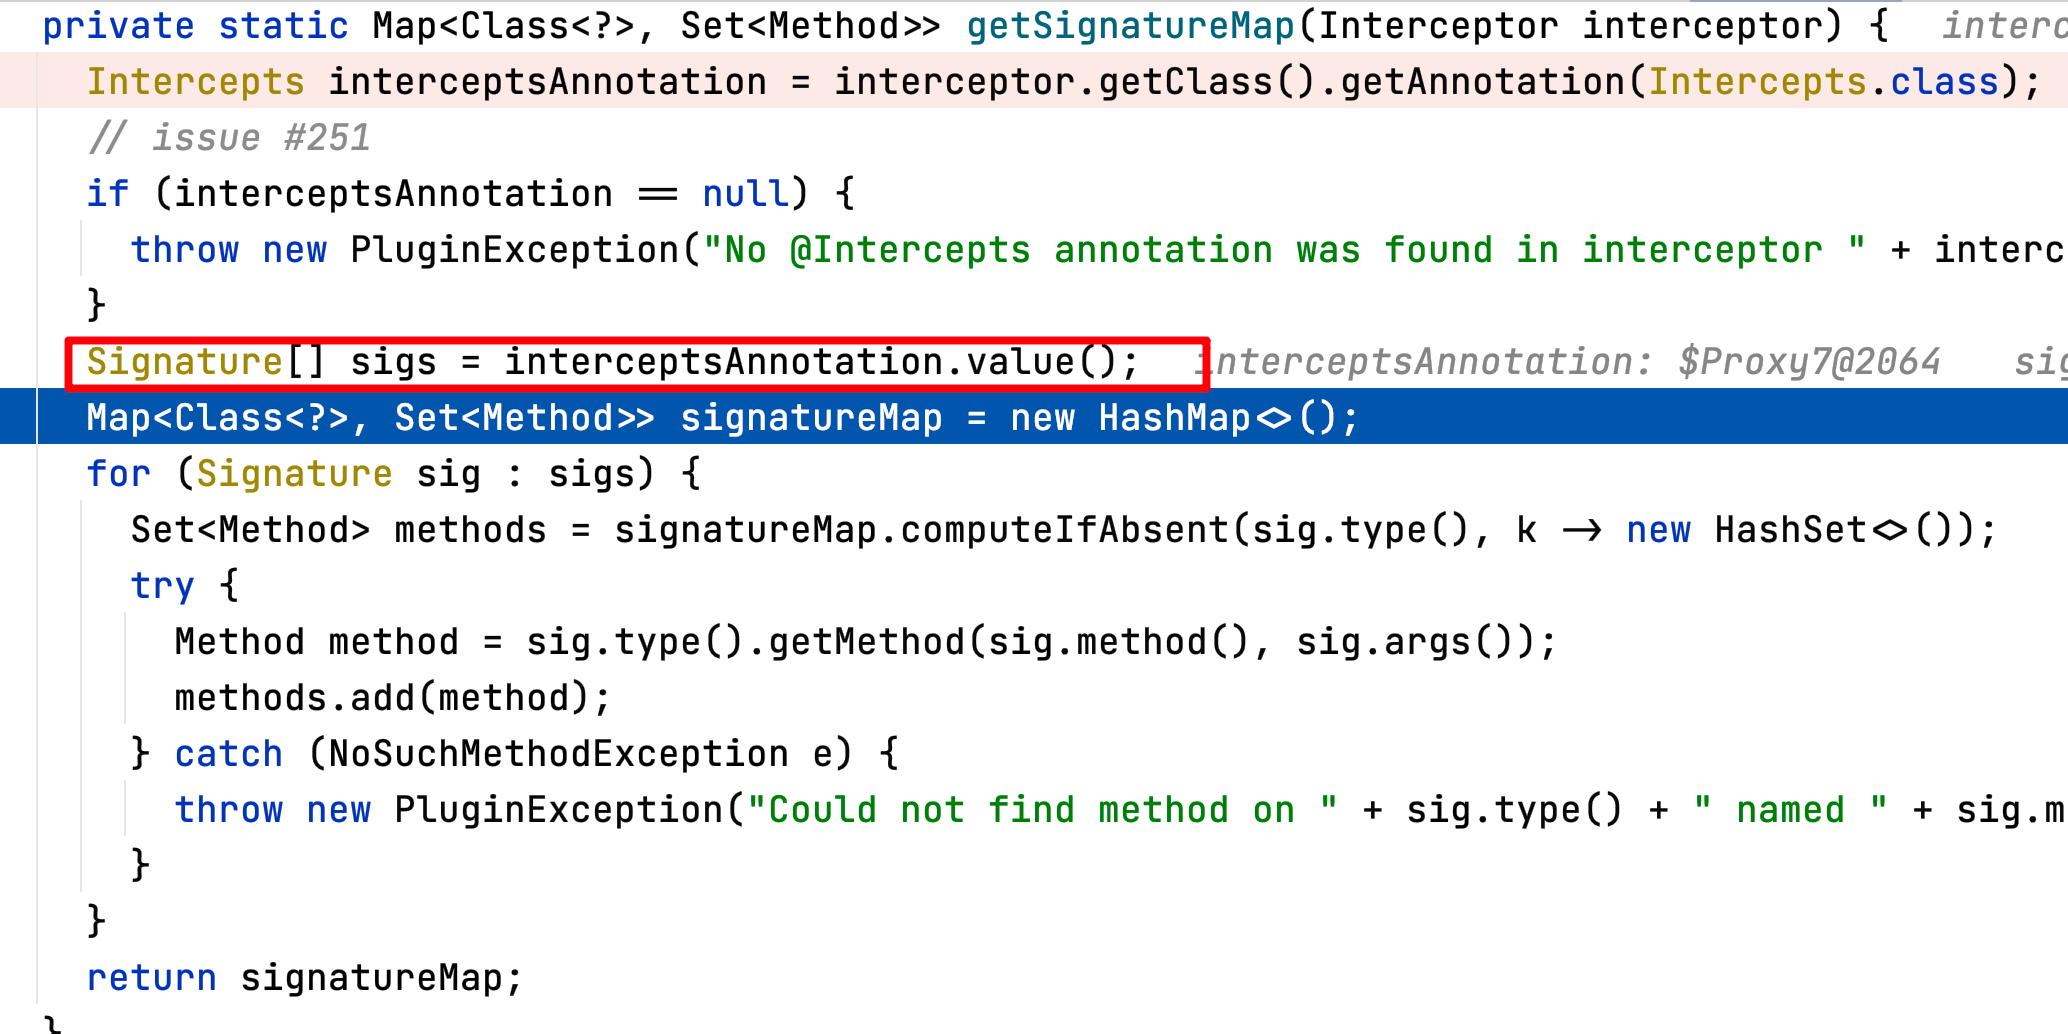 private static Map<Class<?>, Set<Method>> getSignatureMap(Interceptor interceptor) {
Intercepts interceptsAnnotation = interceptor.getClass().getAnnotation(Intercepts.class);
// issue #251
if (interceptsAnnotation == null) {
throw new PluginException("No @Intercepts annotation was found in interceptor " +
}
Signature[] sigs = interceptsAnnotation.value(); interceptsAnnotation: $Proxy7@2064
Map<Class<?>, Set<Method>> signatureMap = new HashMap<>();
for (Signature sig : sigs) {
Set<Method> methods = signatureMap.computeIfAbsent(sig.type(), k -> new HashSet<>());
try {
Method method = sig.type().getMethod(sig.method(), sig.args());
methods.add(method);
} catch (NoSuchMethodException e) {
throw new PluginException("Could not find method on " + sig.type() + " named " + sig.m
}
}
return signatureMap;
}